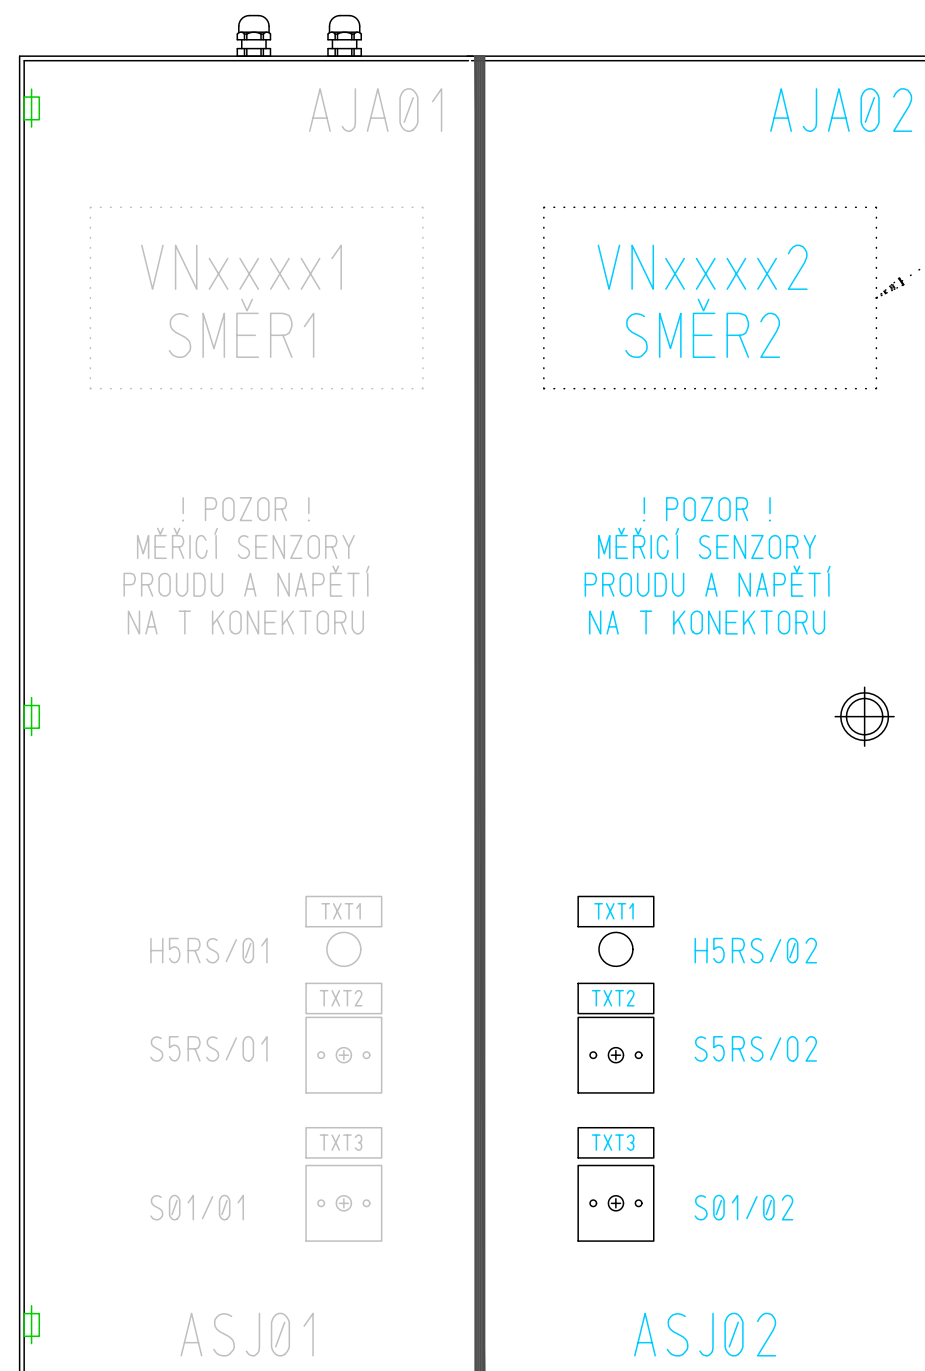 AJA01
VNxxxx1
SMĚR1
! POZOR !
MĚŘICÍ SENZORY
PROUDU A NAPĚTÍ
NA T KONEKTORU
TXT1
H5RS/01
TXT2
S5RS/01
TXT3
S01/01
ASJ01
AJA02
VNxxxx2
SMĚR2
! POZOR !
MĚŘICÍ SENZORY
PROUDU A NAPĚTÍ
NA T KONEKTORU
TXT1
H5RS/02
TXT2
S5RS/02
TXT3
S01/02
ASJ02